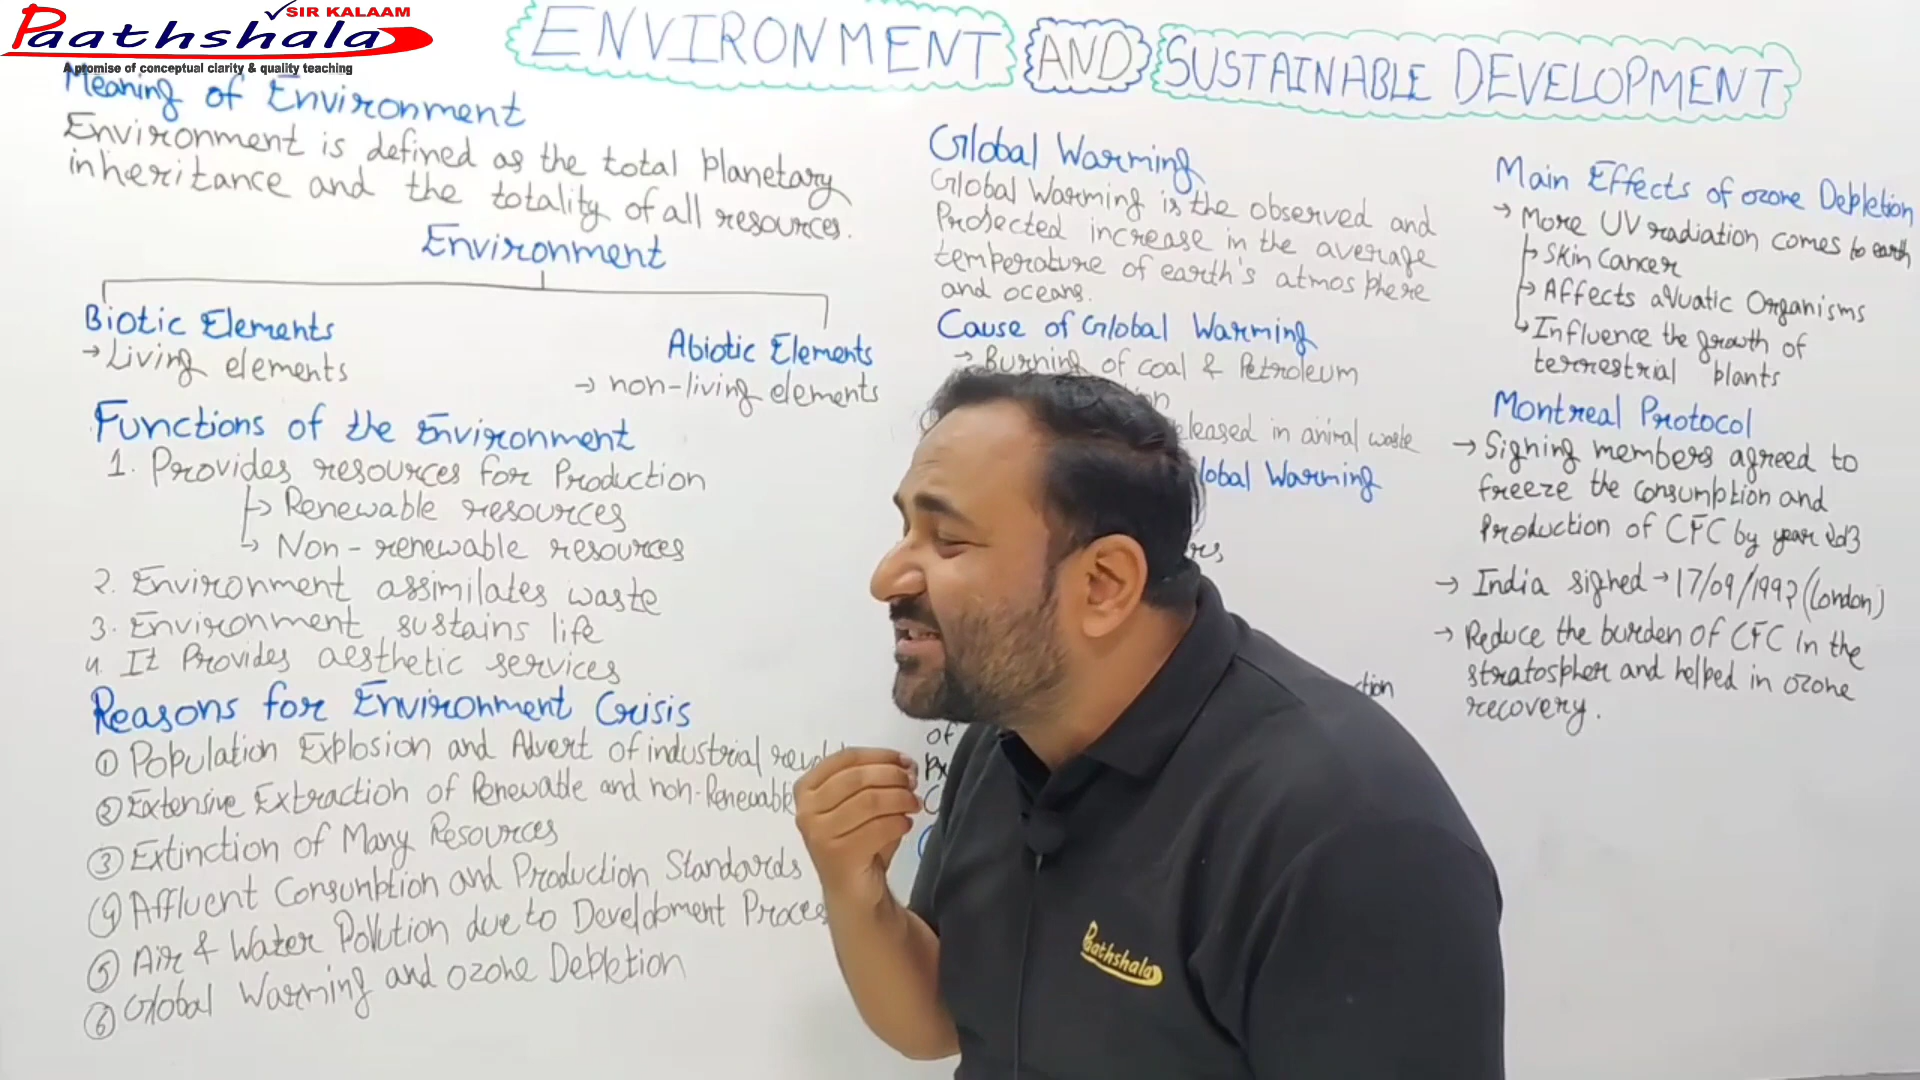 SIR KALAAM
Paathshala
A promise of conceptual clarity & quality teaching
ENVIRONMENT AND SUSTAINABLE DEVELOPMENT
Meaning of Environment
Environment is defined as the total Planetary
inheritance and the totality of all resources.
Environment
Biotic Elements
→ Living elements
Abiotic Elements
→ non-living elements
Functions of the Environment
1. Provides resources for Production
→ Renewable resources
→ Non-renewable resources
2. Environment assimilates waste
3. Environment sustains life
4. It Provides aesthetic services
Reasons for Environment Crisis
① Population Explosion and Advert of industrial
② Extensive Extraction of Renewable and non-Renewable
③ Extinction of Many Resources
④ Affluent Consumption and Production Standards
⑤ Air & Water Pollution due to Development Process
⑥ Global Warming and Ozone Depletion
Global Warming
Global Warming is the observed and
Projected increase in the average
temperature of earth's atmosphere
and oceans.
Cause of Global Warming
→ Burning of coal & Petroleum
released in animal waste
Global Warming
ction
of
Main Effects of ozone Depletion
→ More UV radiation comes to earth
→ Skin Cancer
→ Affects aquatic Organisms
→ Influence the growth of
terrestrial plants
Montreal Protocol
→ Signing members agreed to
freeze the consumption and
Production of CFC by year
→ India signed → 17/09/1992 (London)
→ Reduce the burden of CFC in the
stratospher and helped in ozone
recovery.
Paathshala